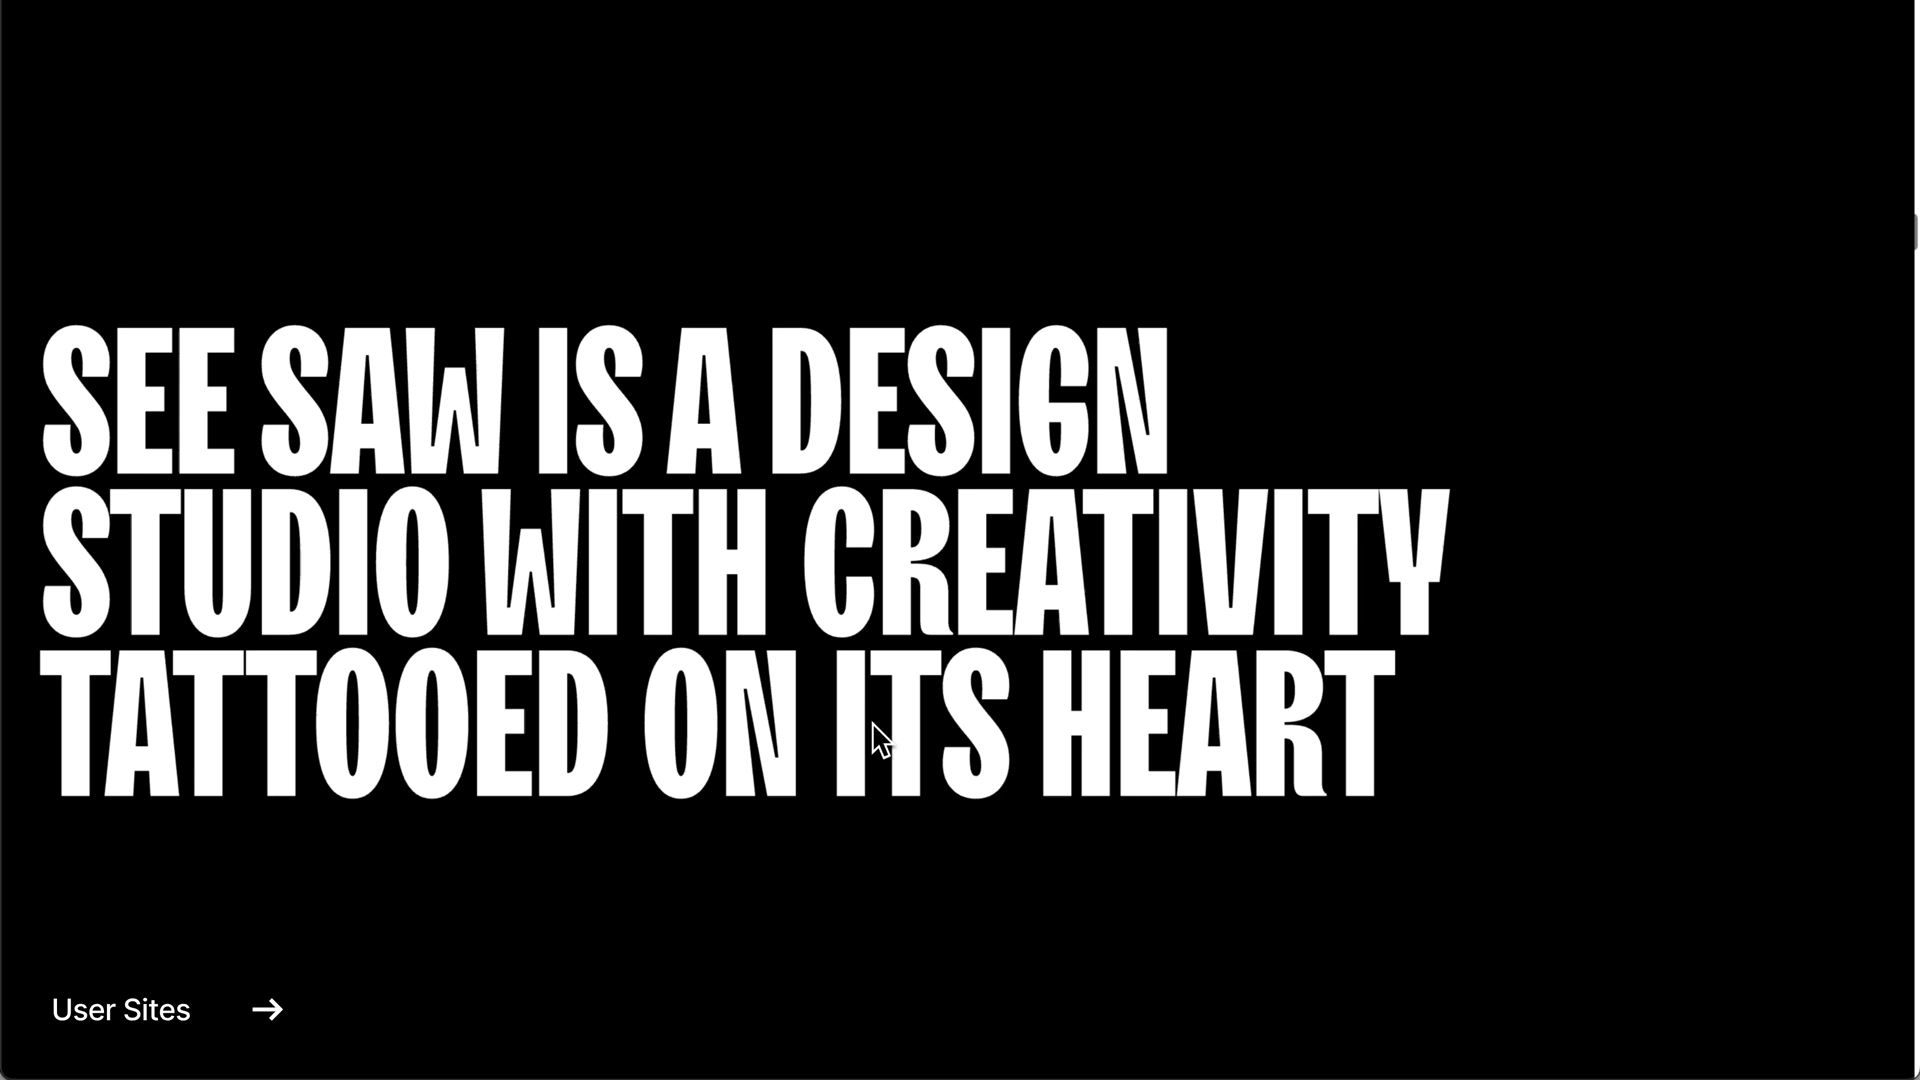 SEE SAW IS A DESIGN
STUDIO WITH CREATIVITY
TATTOOED ON ITS HEART
User Sites